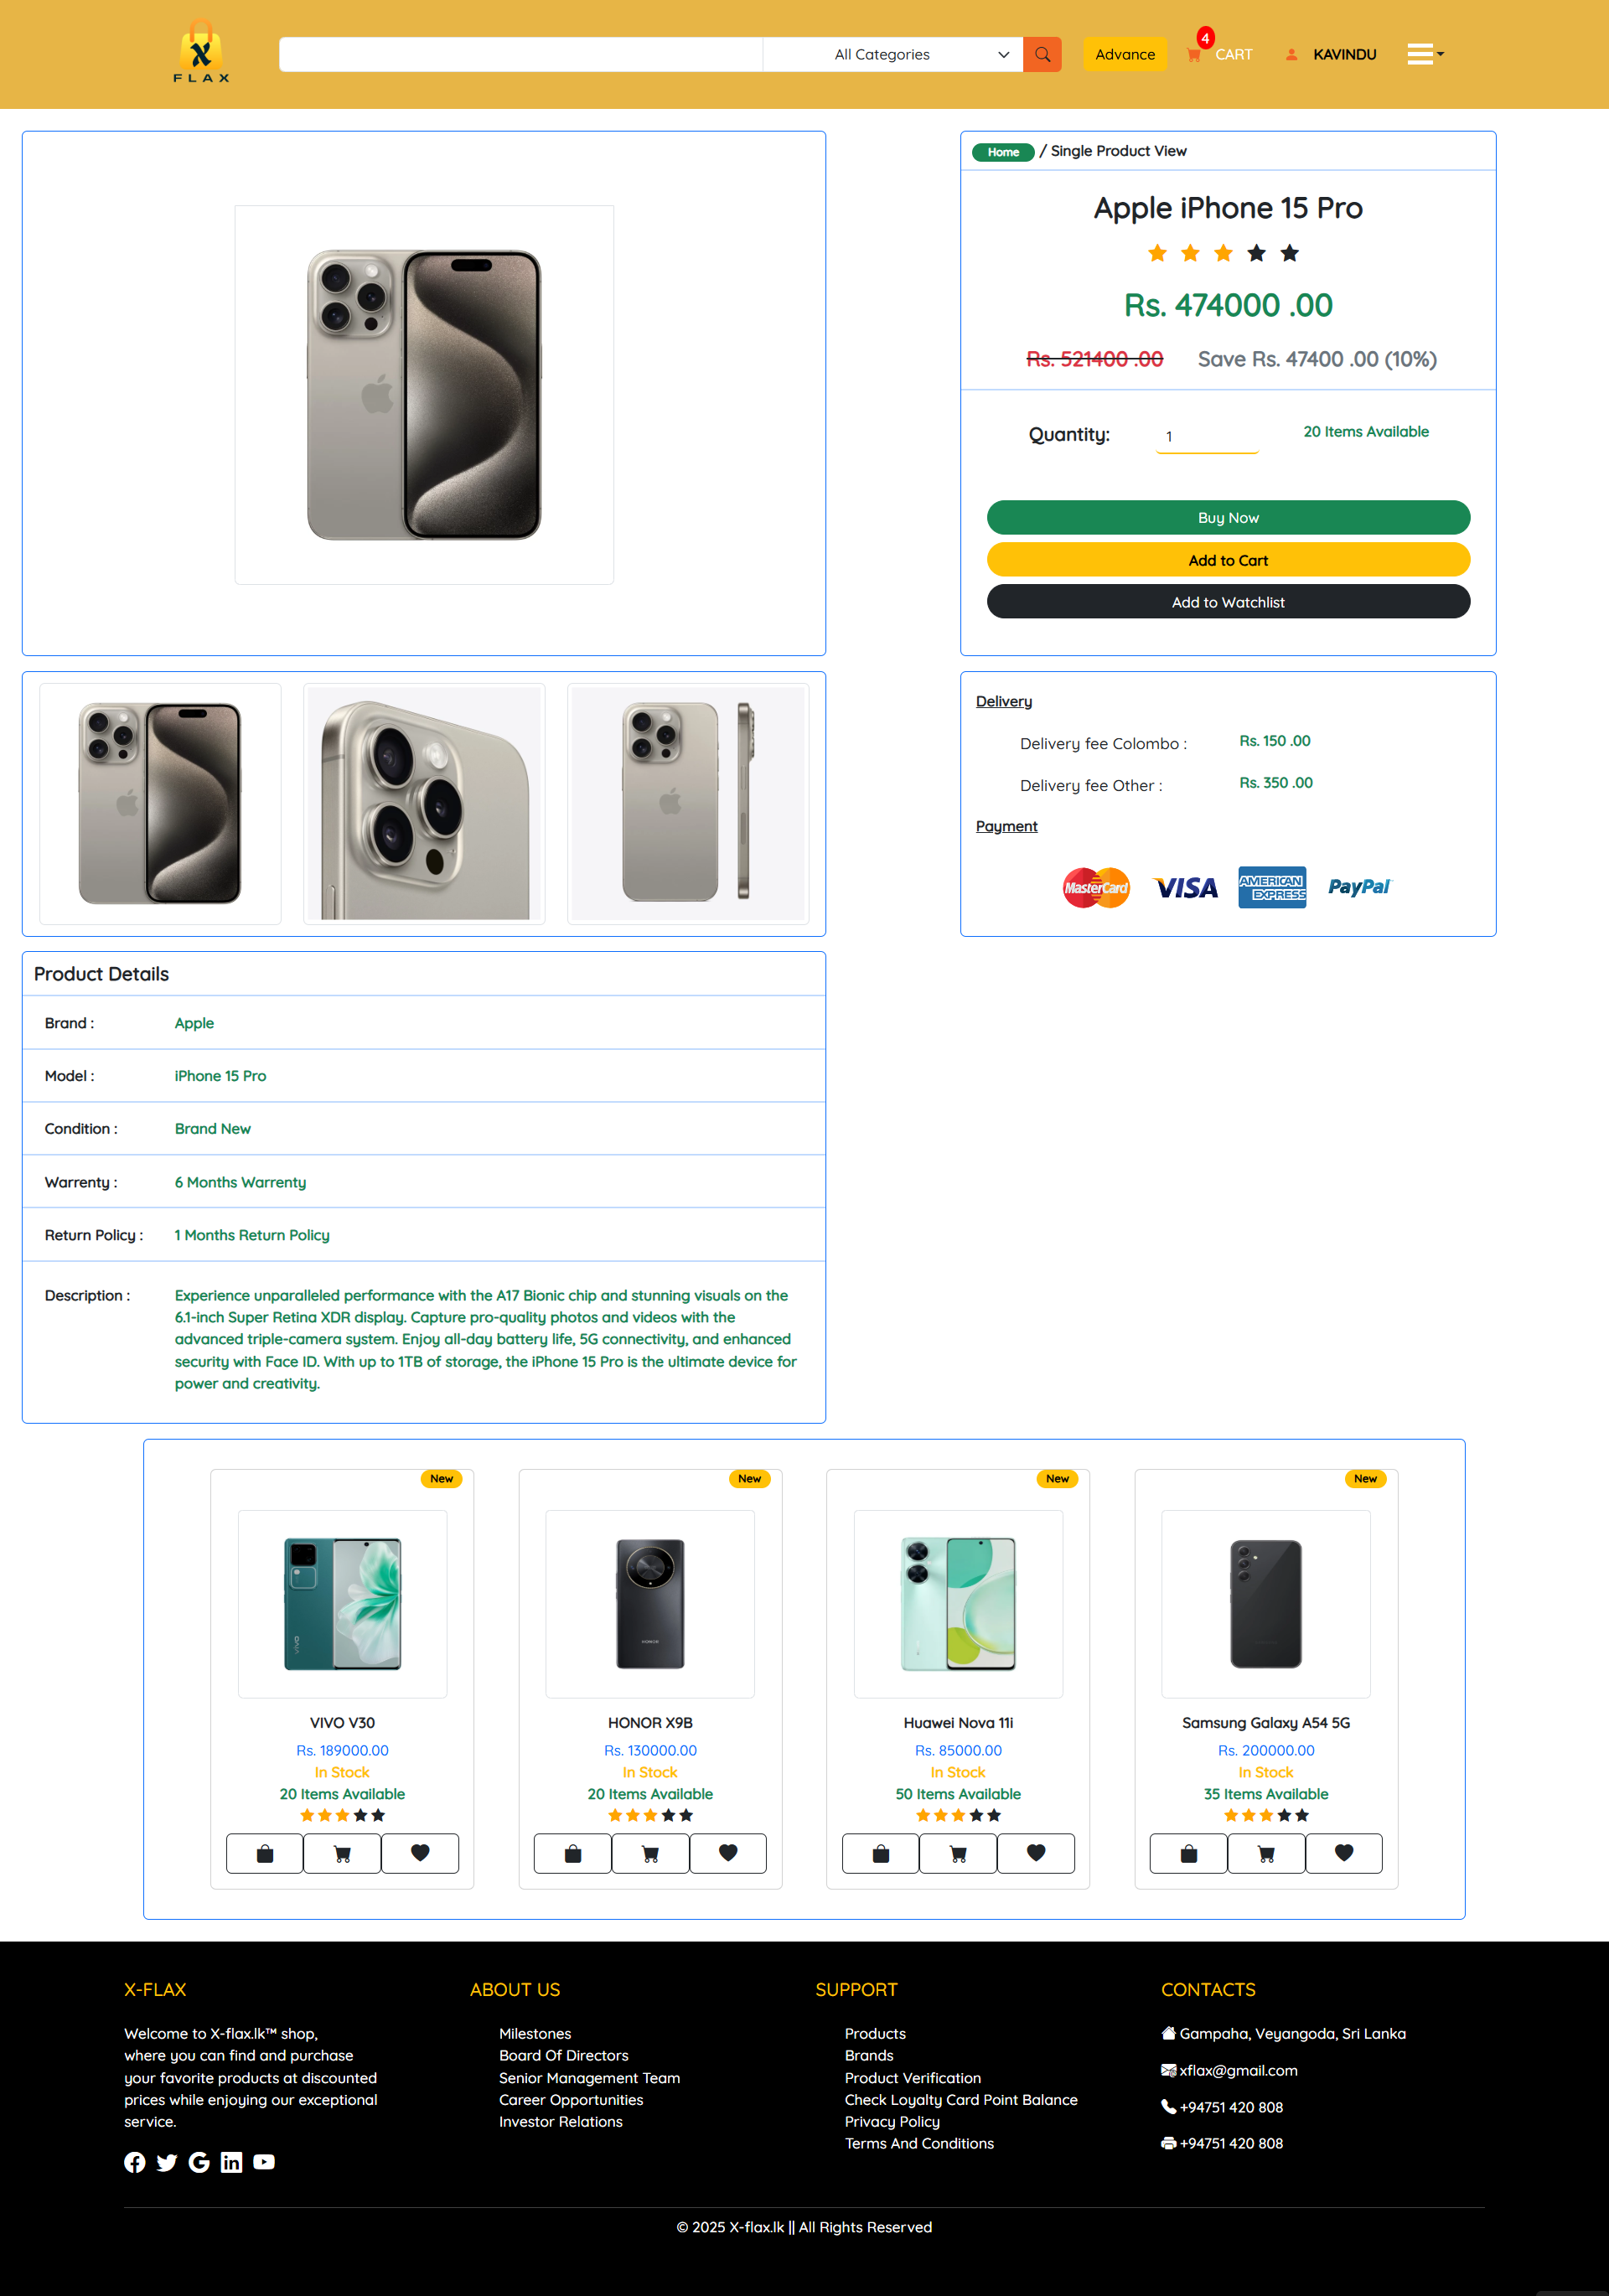 X
FLAX
All Categories
Advance
4
CART
KAVINDU
Home / Single Product View
Apple iPhone 15 Pro
Rs. 474000 .00
Rs. 521400 .00 Save Rs. 47400 .00 (10%)
Quantity: 1 20 Items Available
Buy Now
Add to Cart
Add to Watchlist
Delivery
Delivery fee Colombo : Rs. 150 .00
Delivery fee Other : Rs. 350 .00
Payment
MasterCard VISA AMERICAN EXPRESS PayPal
Product Details
Brand : Apple
Model : iPhone 15 Pro
Condition : Brand New
Warrenty : 6 Months Warrenty
Return Policy : 1 Months Return Policy
Description : Experience unparalleled performance with the A17 Bionic chip and stunning visuals on the
6.1-inch Super Retina XDR display. Capture pro-quality photos and videos with the
advanced triple-camera system. Enjoy all-day battery life, 5G connectivity, and enhanced
security with Face ID. With up to 1TB of storage, the iPhone 15 Pro is the ultimate device for
power and creativity.
New
VIVO
VIVO V30
Rs. 189000.00
In Stock
20 Items Available
New
HONOR
HONOR X9B
Rs. 130000.00
In Stock
20 Items Available
New
Huawei Nova 11i
Rs. 85000.00
In Stock
50 Items Available
New
Samsung Galaxy A54 5G
Rs. 200000.00
In Stock
35 Items Available
X-FLAX
Welcome to X-flax.lk™ shop,
where you can find and purchase
your favorite products at discounted
prices while enjoying our exceptional
service.
ABOUT US
Milestones
Board Of Directors
Senior Management Team
Career Opportunities
Investor Relations
SUPPORT
Products
Brands
Product Verification
Check Loyalty Card Point Balance
Privacy Policy
Terms And Conditions
CONTACTS
Gampaha, Veyangoda, Sri Lanka
xflax@gmail.com
+94751 420 808
+94751 420 808
© 2025 X-flax.lk || All Rights Reserved